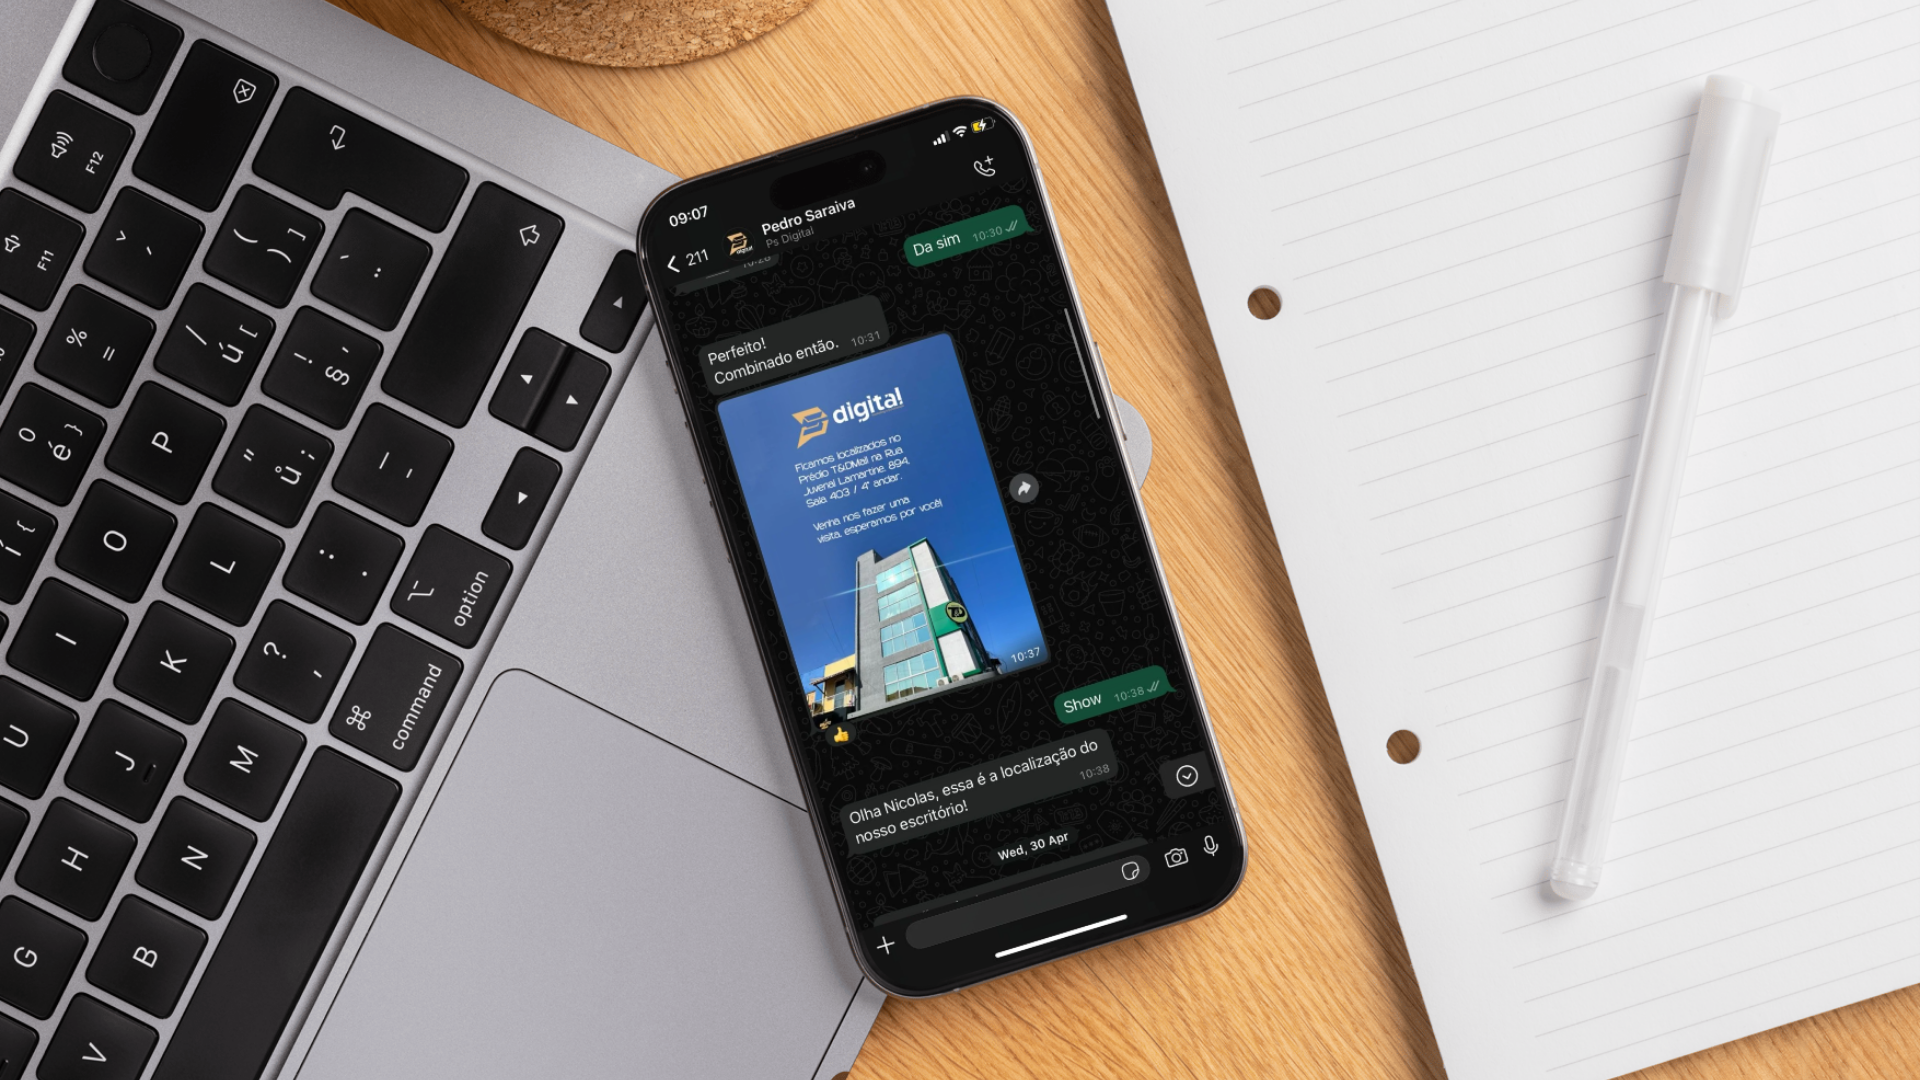 09:07
211
Pedro Saraiva
Ps Digital
Da sim 10:30
Perfeito!
Combinado então. 10:31
digital
Ficamos localizados no
Prédio T&DMall na Rua
Juvenal Lamartine, 894,
Sala 403 / 4° andar.
Venha nos fazer uma
visita, esperamos por você!
10:37
Show 10:38
Olha Nicolas, essa é a localização do
nosso escritório! 10:38
Wed, 30 Apr
F12
F11
option
command
P
O
L
I
K
U
J
M
H
N
G
B
V